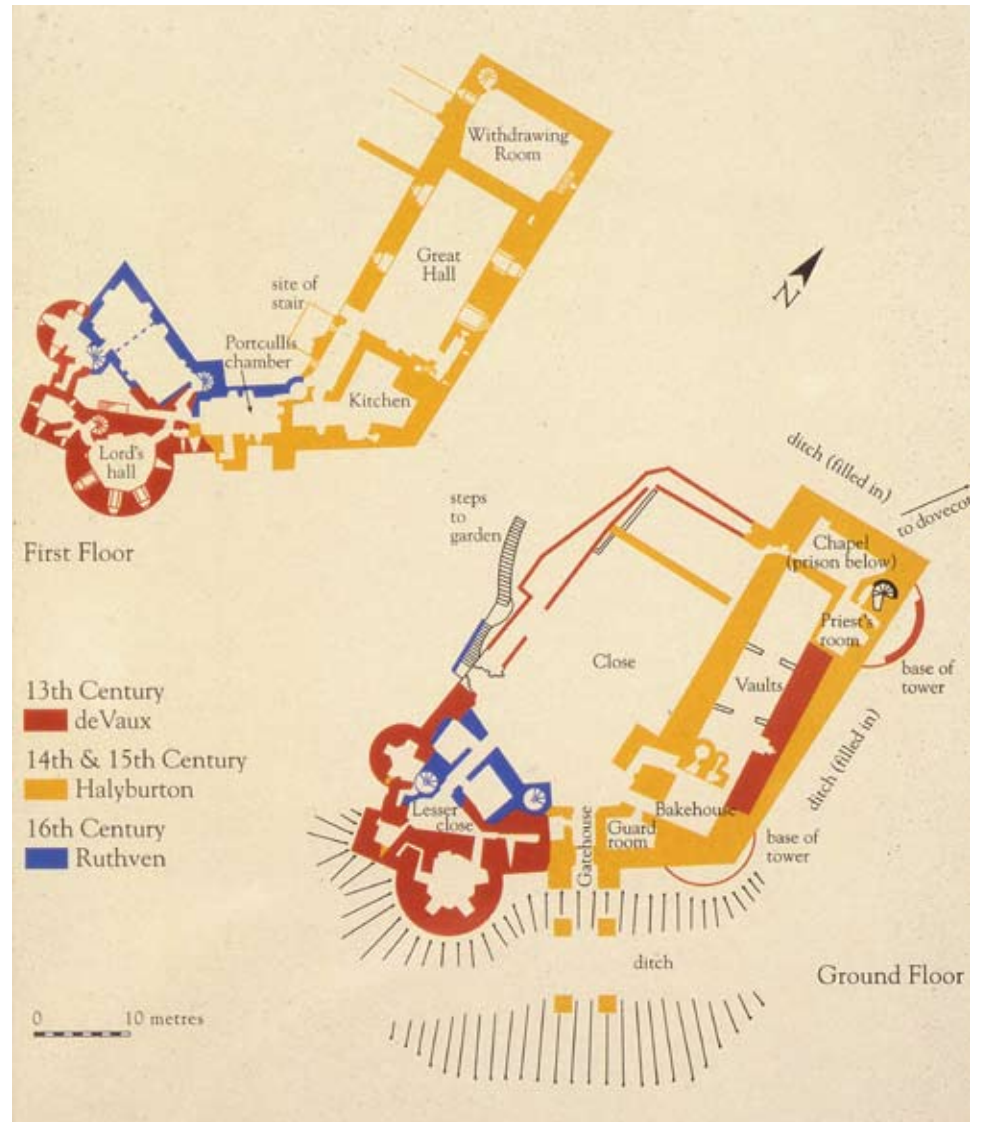 Withdrawing
Room
Great
Hall
site of
stair
Portcullis
chamber
Kitchen
Lord's
hall
N
First Floor
ditch (filled in)
to dovecot
steps
to
garden
Chapel
(prison below)
Priest's
room
base of
tower
Close
Vaults
ditch (filled in)
13th Century
deVaux
14th & 15th Century
Halyburton
16th Century
Ruthven
Lesser
close
Gatehouse
Guard
room
Bakehouse
base of
tower
ditch
Ground Floor
0 10 metres